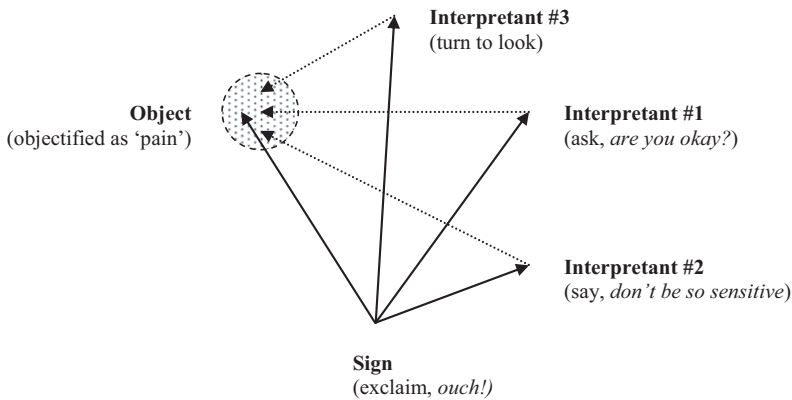 Interpretant #3
(turn to look)
Object
(objectified as ‘pain’)
Interpretant #1
(ask, are you okay?)
Interpretant #2
(say, don’t be so sensitive)
Sign
(exclaim, ouch!)